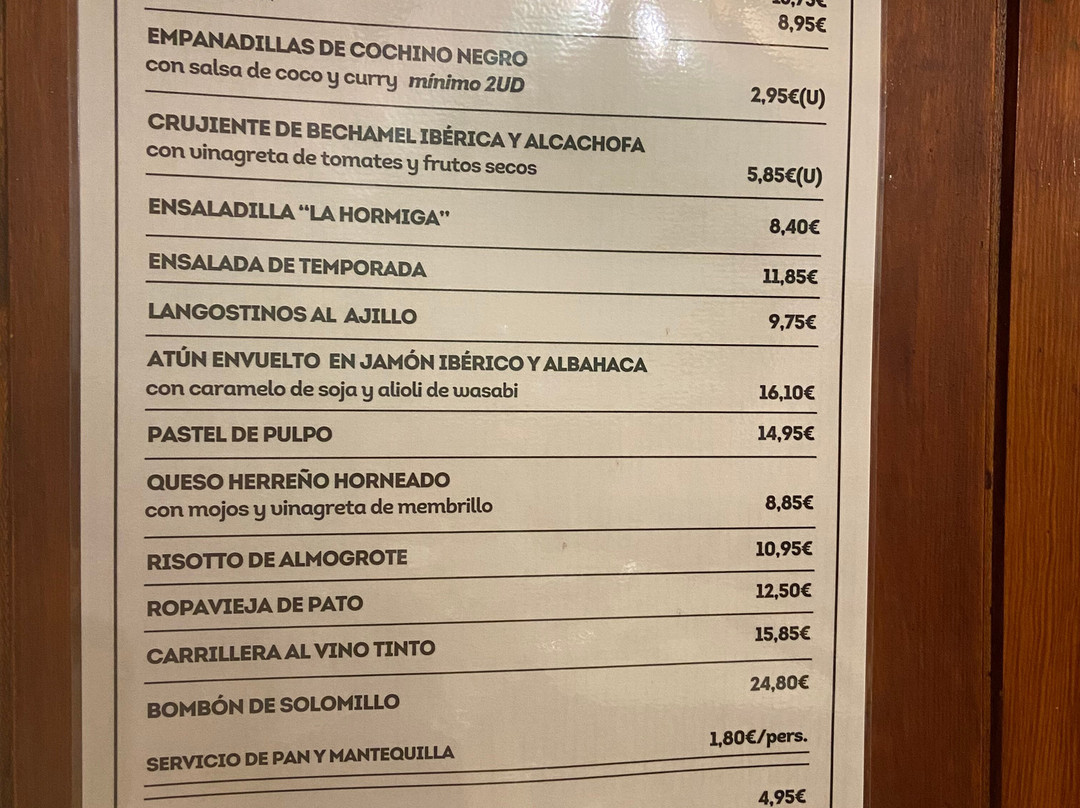 8,95€
EMPANADILLAS DE COCHINO NEGRO
con salsa de coco y curry mínimo 2UD
2,95€(U)
CRUJIENTE DE BECHAMEL IBÉRICA Y ALCACHOFA
con vinagreta de tomates y frutos secos
5,85€(U)
ENSALADILLA “LA HORMIGA”
8,40€
ENSALADA DE TEMPORADA
11,85€
LANGOSTINOS AL AJILLO
9,75€
ATÚN ENVUELTO EN JAMÓN IBÉRICO Y ALBAHACA
con caramelo de soja y alioli de wasabi
16,10€
PASTEL DE PULPO
14,95€
QUESO HERREÑO HORNEADO
con mojos y vinagreta de membrillo
8,85€
RISOTTO DE ALMOGROTE
10,95€
ROPAVIEJA DE PATO
12,50€
CARRILLERA AL VINO TINTO
15,85€
BOMBÓN DE SOLOMILLO
24,80€
SERVICIO DE PAN Y MANTEQUILLA
1,80€/pers.
4,95€